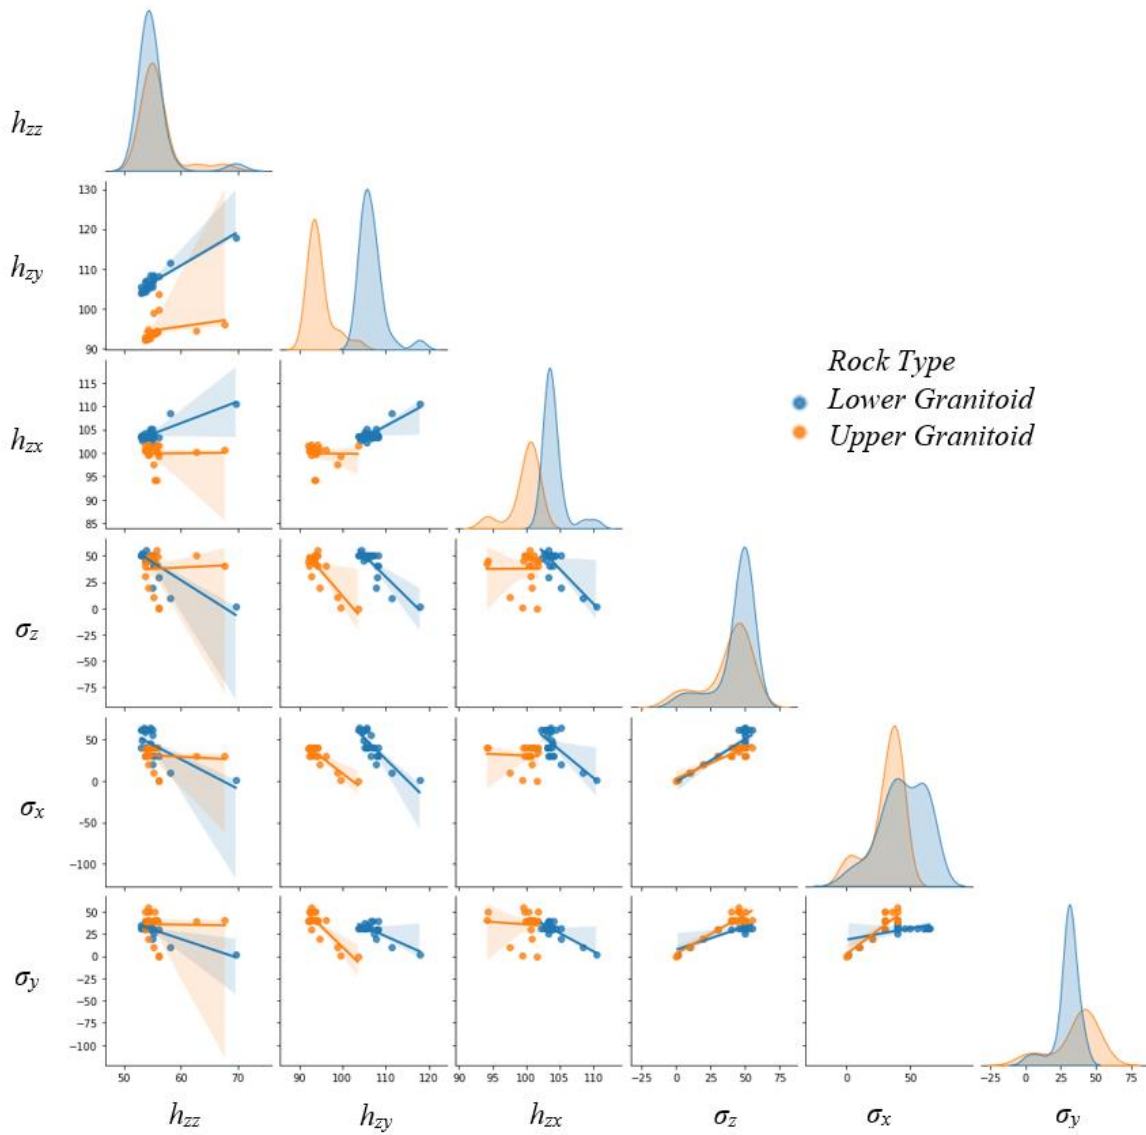 h_zz
130
120
110
100
90
h_zy
115
110
105
100
95
90
85
h_zx
Rock Type
Lower Granitoid
Upper Granitoid
50
25
0
−25
−50
−75
σ_z
50
0
−50
−100
σ_x
50
25
0
−25
−50
−75
−100
σ_y
50 60 70 90 100 110 120 90 95 100 105 110 −25 0 25 50 75 0 50 −25 0 25 50 75
h_zz h_zy h_zx σ_z σ_x σ_y